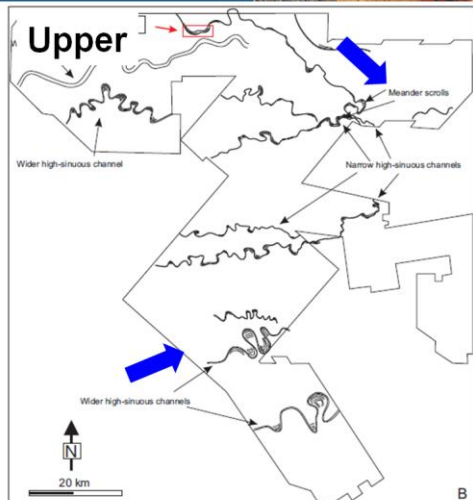 Upper
Meander scrolls
Wider high-sinuous channel
Narrow high-sinuous channels
Wider high-sinuous channels
N
20 km
B